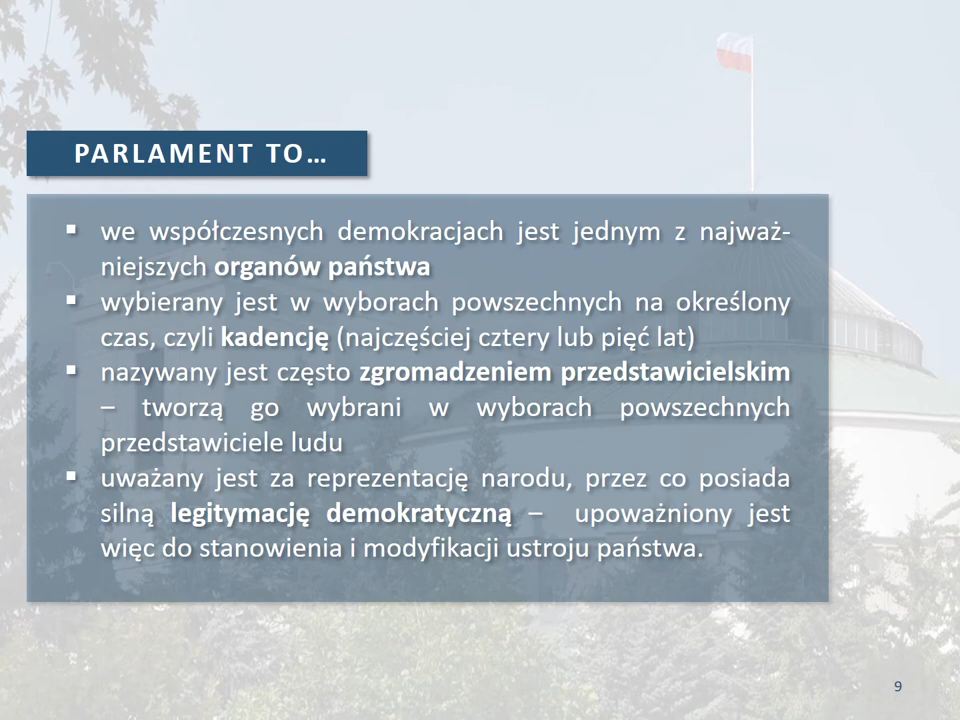 PARLAMENT TO…
▪ we współczesnych demokracjach jest jednym z najważ-
niejszych organów państwa
▪ wybierany jest w wyborach powszechnych na określony
czas, czyli kadencję (najczęściej cztery lub pięć lat)
▪ nazywany jest często zgromadzeniem przedstawicielskim
– tworzą go wybrani w wyborach powszechnych
przedstawiciele ludu
▪ uważany jest za reprezentację narodu, przez co posiada
silną legitymację demokratyczną – upoważniony jest
więc do stanowienia i modyfikacji ustroju państwa.
9